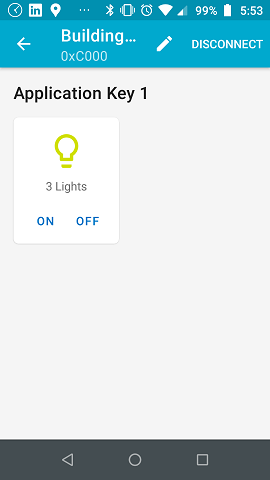 99% 5:53
Building...
0xC000
DISCONNECT
Application Key 1
3 Lights
ON OFF